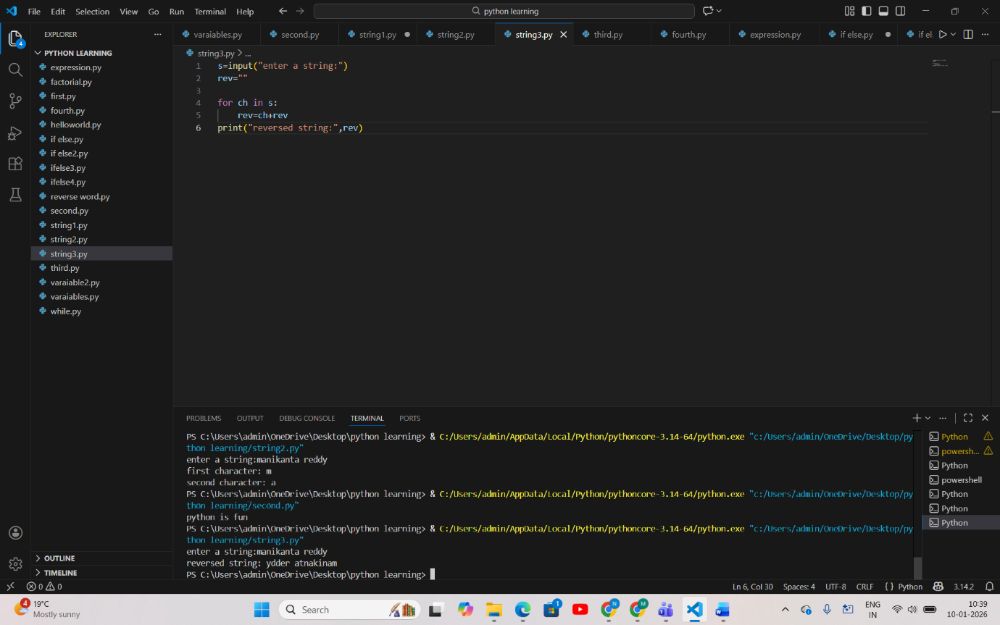 File Edit Selection View Go Run Terminal Help
python learning
EXPLORER
varaiables.py second.py string1.py string2.py string3.py third.py fourth.py expression.py if else.py if el
PYTHON LEARNING
expression.py
factorial.py
first.py
fourth.py
helloworld.py
if else.py
if else2.py
ifelse3.py
ifelse4.py
reverse word.py
second.py
string1.py
string2.py
string3.py
third.py
varaiable2.py
varaiables.py
while.py
OUTLINE
TIMELINE
string3.py > ...
1 s=input("enter a string:")
2 rev=""
3
4 for ch in s:
5 rev=ch+rev
6 print("reversed string:",rev)
PROBLEMS OUTPUT DEBUG CONSOLE TERMINAL PORTS
PS C:\Users\admin\OneDrive\Desktop\python learning> & C:/Users/admin/AppData/Local/Python/pythoncore-3.14-64/python.exe "c:/Users/admin/OneDrive/Desktop/py
thon learning/string2.py"
enter a string:manikanta reddy
first character: m
second character: a
PS C:\Users\admin\OneDrive\Desktop\python learning> & C:/Users/admin/AppData/Local/Python/pythoncore-3.14-64/python.exe "c:/Users/admin/OneDrive/Desktop/py
thon learning/second.py"
python is fun
PS C:\Users\admin\OneDrive\Desktop\python learning> & C:/Users/admin/AppData/Local/Python/pythoncore-3.14-64/python.exe "c:/Users/admin/OneDrive/Desktop/py
thon learning/string3.py"
enter a string:manikanta reddy
reversed string: ydder atnakinam
PS C:\Users\admin\OneDrive\Desktop\python learning>
Python
powersh...
Python
powershell
Python
Python
Python
4
0 0
Ln 6, Col 30 Spaces: 4 UTF-8 CRLF { } Python 3.14.2
4
19°C
Mostly sunny
Search
1
N
M
ENG
IN
10:39
10-01-2026